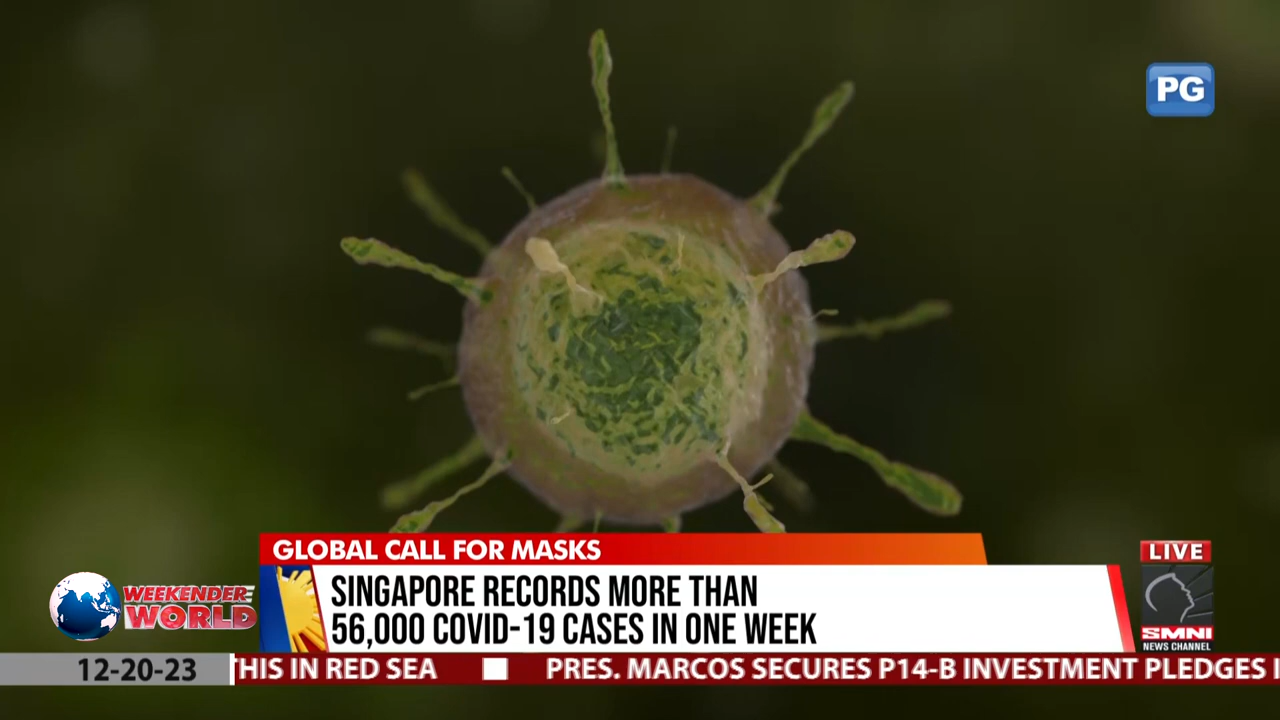 PG
GLOBAL CALL FOR MASKS
SINGAPORE RECORDS MORE THAN
56,000 COVID-19 CASES IN ONE WEEK
WEEKENDER
WORLD
LIVE
SMNI
NEWS CHANNEL
12-20-23
HIS IN RED SEA PRES. MARCOS SECURES P14-B INVESTMENT PLEDGES